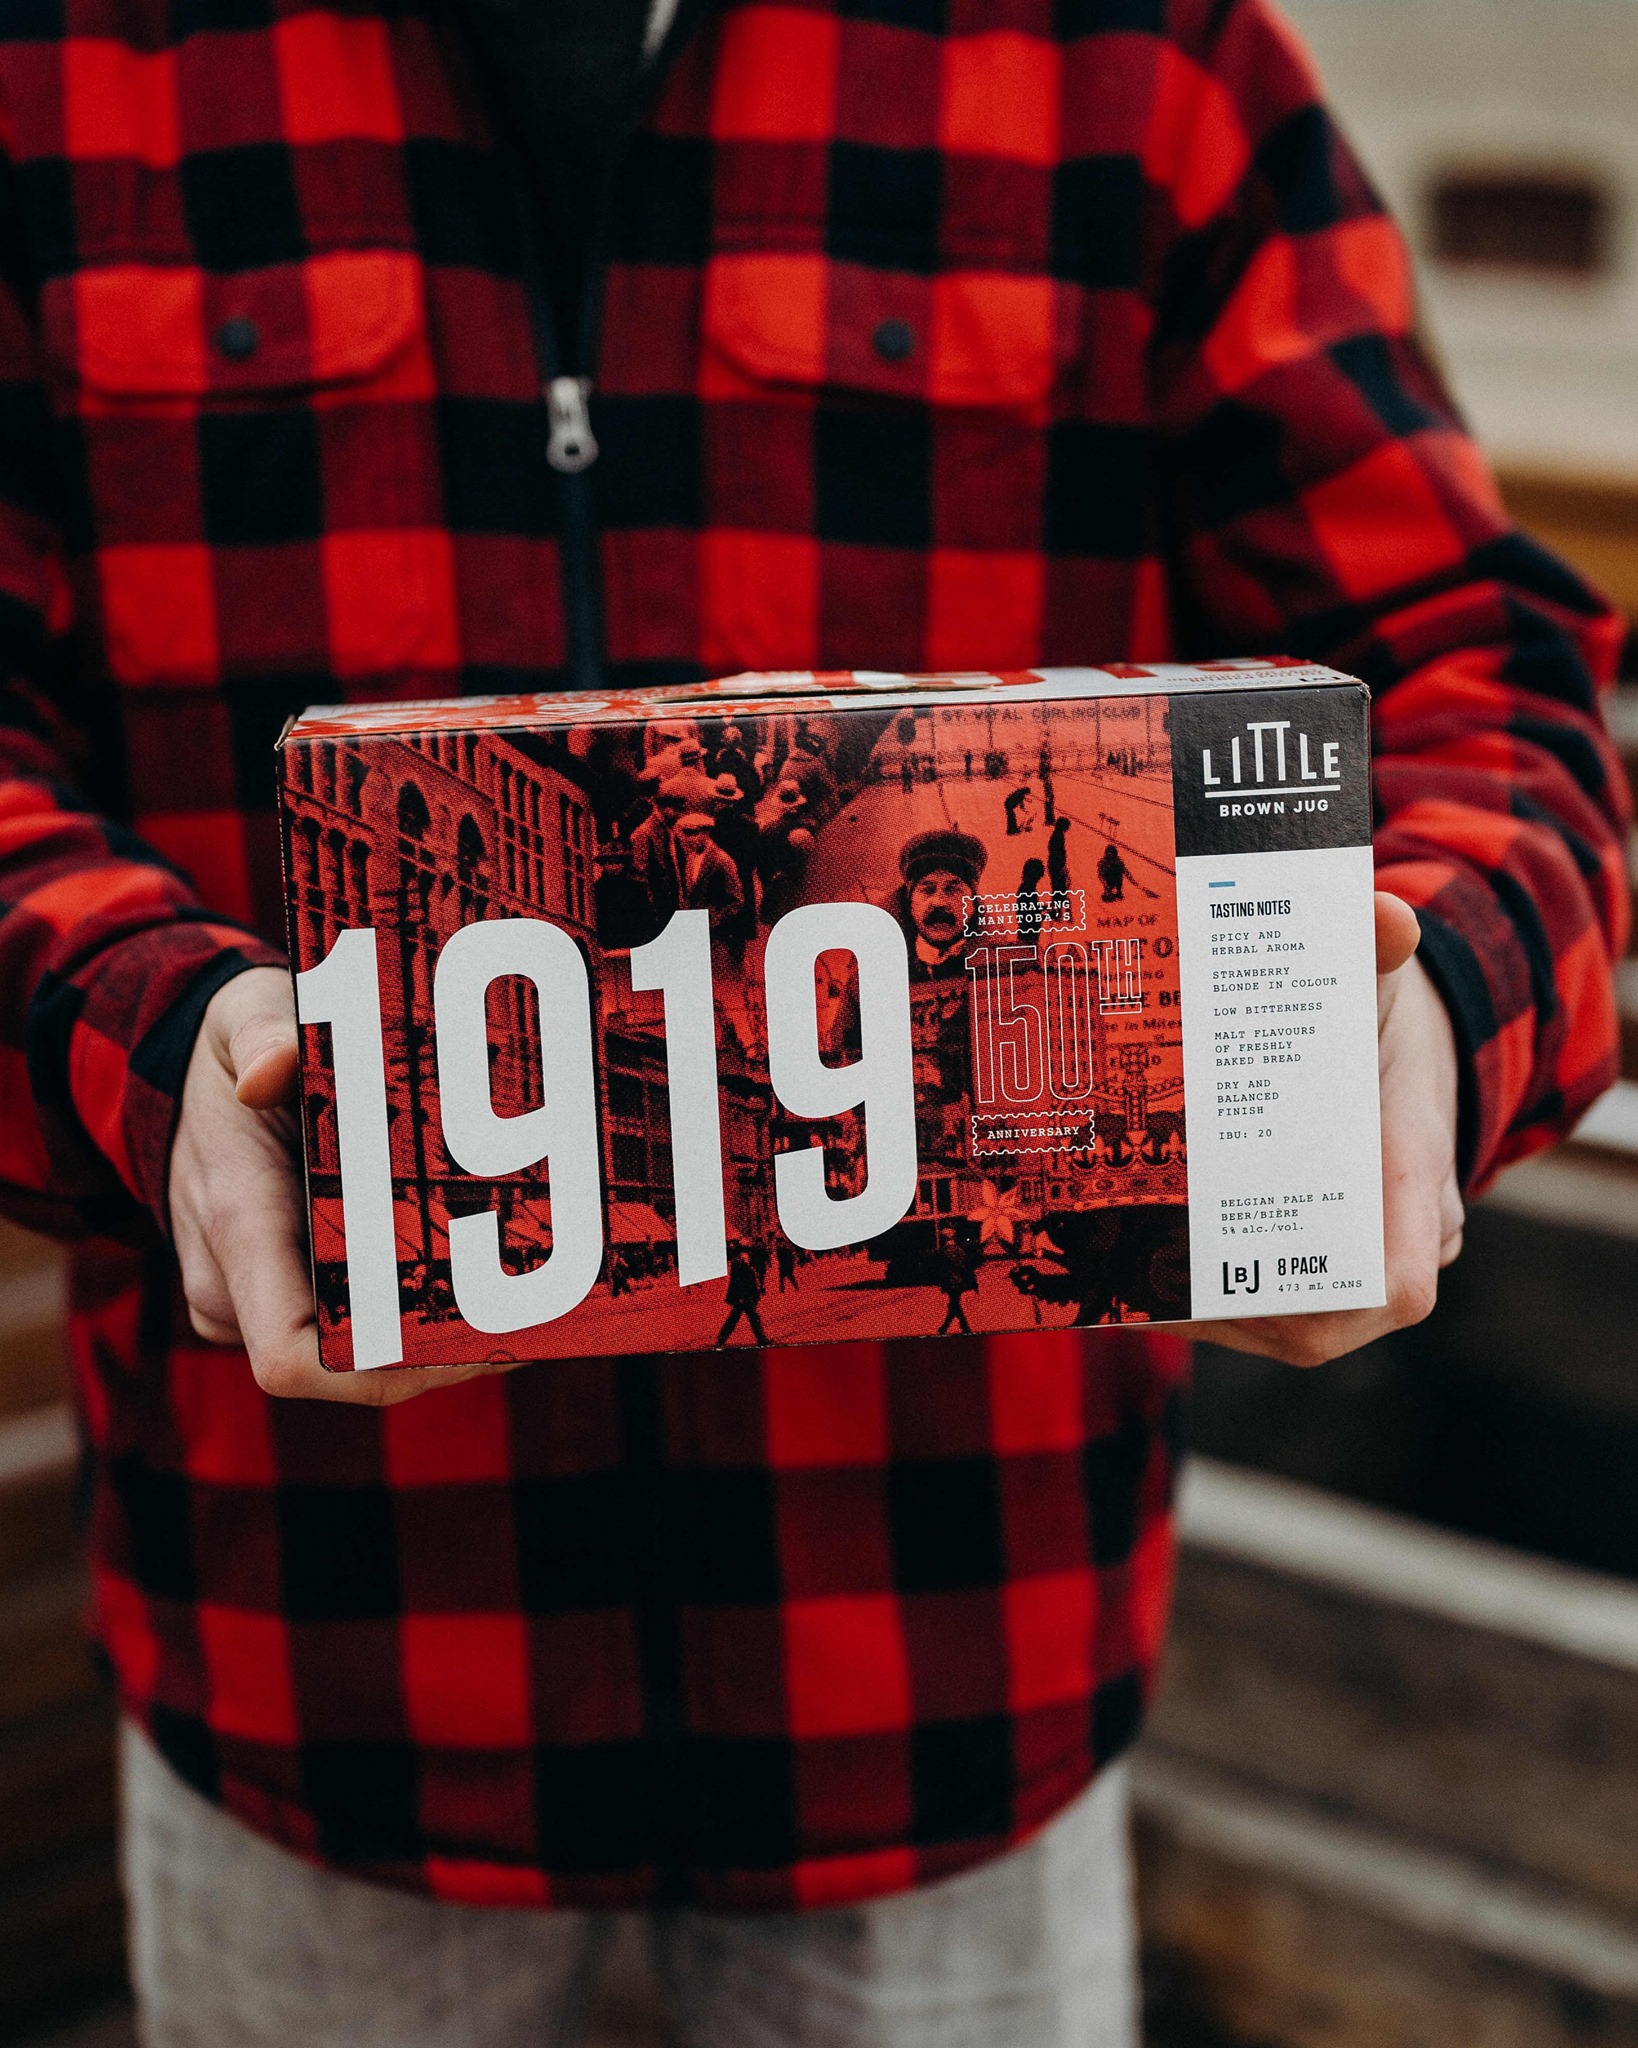 ST. VITAL CURLING CLUB
LITTLE
BROWN JUG
1919
CELEBRATING
MANITOBA'S
150TH
ANNIVERSARY
MAP OF
in Miles
TASTING NOTES
SPICY AND
HERBAL AROMA
STRAWBERRY
BLONDE IN COLOUR
LOW BITTERNESS
MALT FLAVOURS
OF FRESHLY
BAKED BREAD
DRY AND
BALANCED
FINISH
IBU: 20
BELGIAN PALE ALE
BEER/BIÈRE
5% alc./vol.
LBJ
8 PACK
473 mL CANS